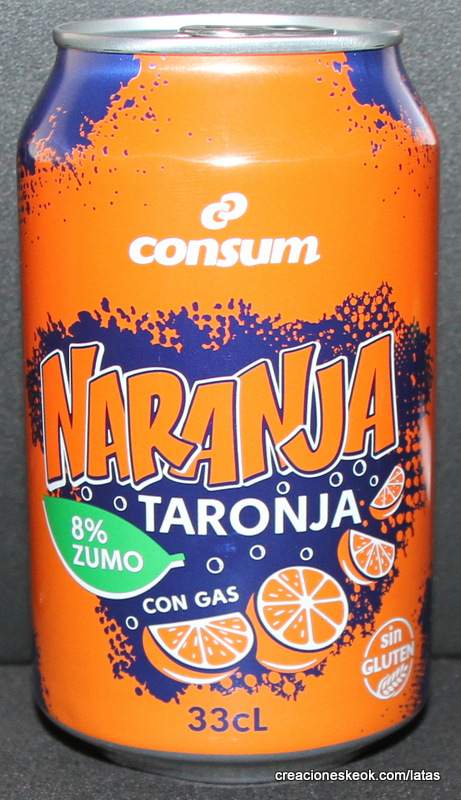 consum
NARANJA
TARONJA
8%
ZUMO
CON GAS
sin
GLUTEN
33cL
creacioneskeok.com/latas